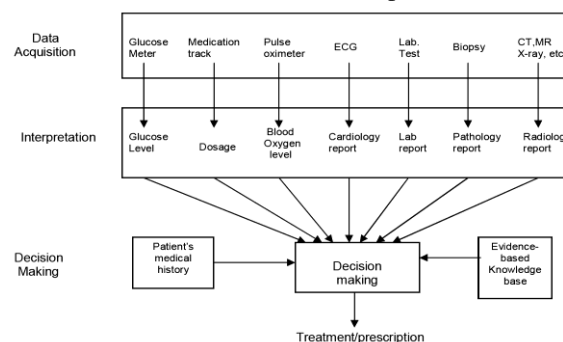 Data
Acquisition
Glucose
Meter
Medication
track
Pulse
oximeter
ECG
Lab.
Test
Biopsy
CT,MR
X-ray, etc
Interpretation
Glucose
Level
Dosage
Blood
Oxygen
level
Cardiology
report
Lab
report
Pathology
report
Radiology
report
Decision
Making
Patient's
medical
history
Decision
making
Evidence-
based
Knowledge
base
Treatment/prescription